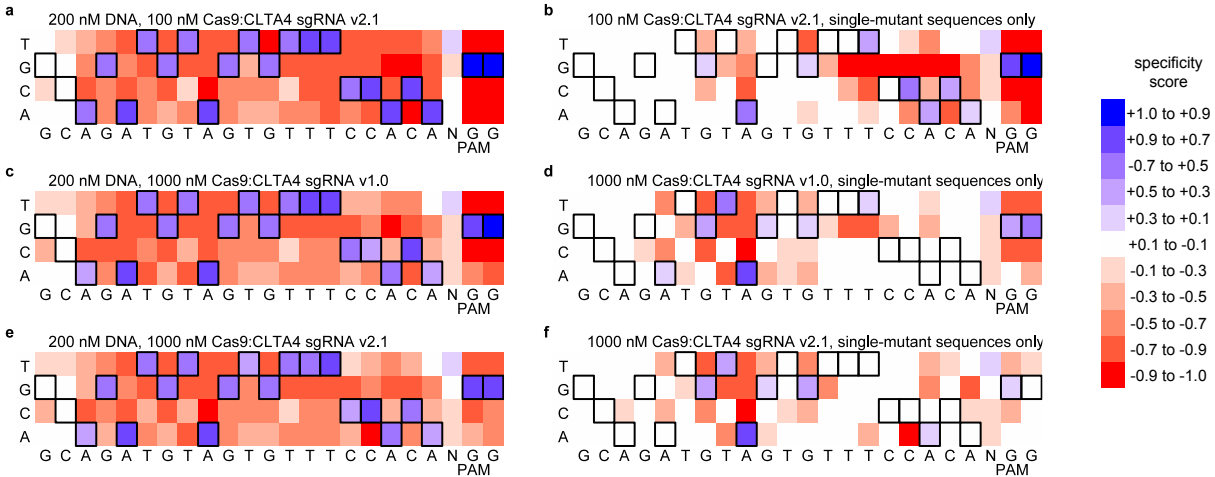 a
200 nM DNA, 100 nM Cas9:CLTA4 sgRNA v2.1
T
G
C
A
G C A G A T G T A G T G T T T C C A C A N G G
PAM
b
100 nM Cas9:CLTA4 sgRNA v2.1, single-mutant sequences only
T
G
C
A
G C A G A T G T A G T G T T T C C A C A N G G
PAM
c
200 nM DNA, 1000 nM Cas9:CLTA4 sgRNA v1.0
T
G
C
A
G C A G A T G T A G T G T T T C C A C A N G G
PAM
d
1000 nM Cas9:CLTA4 sgRNA v1.0, single-mutant sequences only
T
G
C
A
G C A G A T G T A G T G T T T C C A C A N G G
PAM
e
200 nM DNA, 1000 nM Cas9:CLTA4 sgRNA v2.1
T
G
C
A
G C A G A T G T A G T G T T T C C A C A N G G
PAM
f
1000 nM Cas9:CLTA4 sgRNA v2.1, single-mutant sequences only
T
G
C
A
G C A G A T G T A G T G T T T C C A C A N G G
PAM
specificity
score
+1.0 to +0.9
+0.9 to +0.7
-0.7 to +0.5
+0.5 to +0.3
+0.3 to +0.1
+0.1 to -0.1
-0.1 to -0.3
-0.3 to -0.5
-0.5 to -0.7
-0.7 to -0.9
-0.9 to -1.0